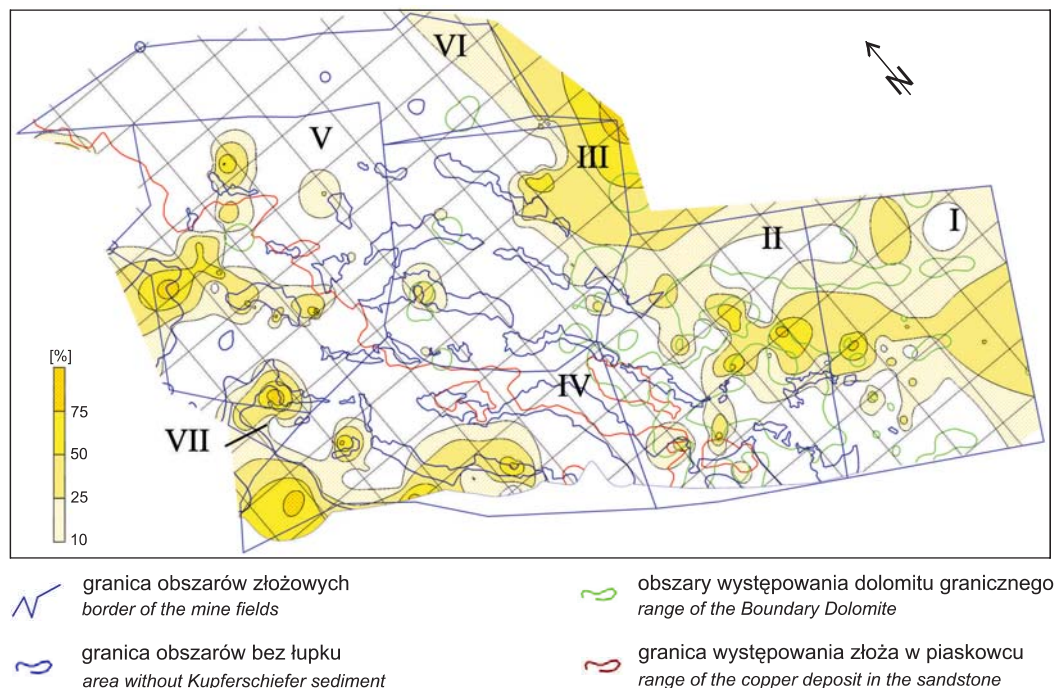 VI
N
V
III
II
I
[%]
75
50
25
10
IV
VII
granica obszarów złożowych
border of the mine fields
granica obszarów bez łupku
area without Kupferschiefer sediment
obszary występowania dolomitu granicznego
range of the Boundary Dolomite
granica występowania złoża w piaskowcu
range of the copper deposit in the sandstone